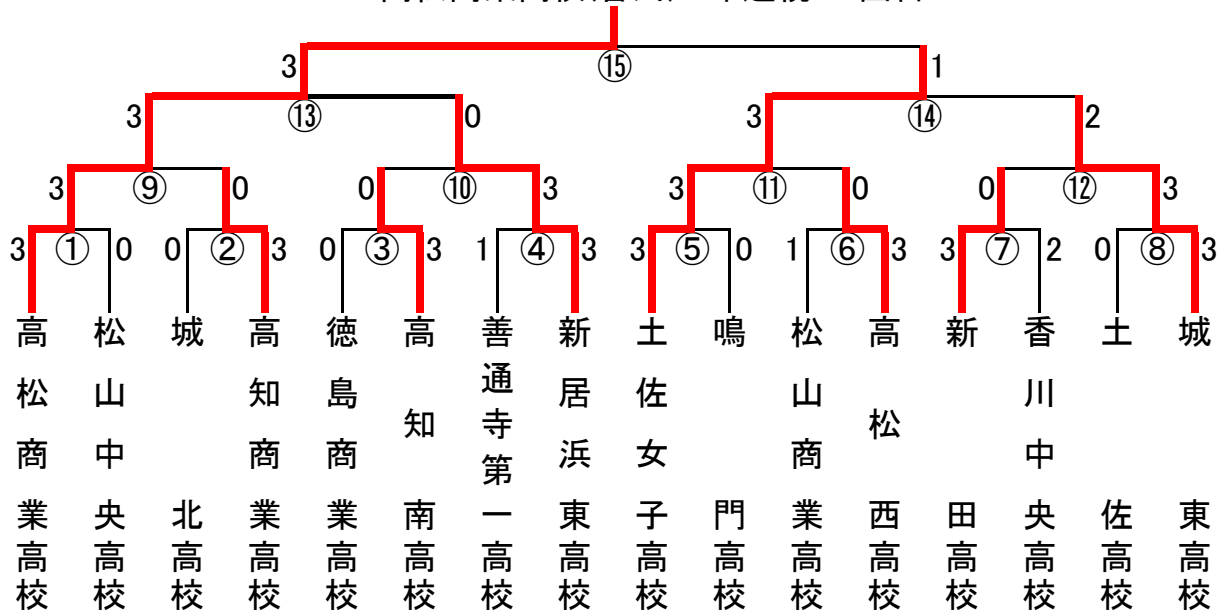 ⑮
3 1
⑬ ⑭
3 0 3 2
⑨ ⑩ ⑪ ⑫
3 0 0 3 3 0 0 3
① ② ③ ④ ⑤ ⑥ ⑦ ⑧
3 0 0 3 0 3 1 3 3 0 1 3 3 2 0 3
高松商業高校
松山中央高校
城北高校
高知商業高校
徳島商業高校
高知南高校
善通寺第一高校
新居浜東高校
土佐女子高校
鳴門高校
松山商業高校
高松西高校
新田高校
香川中央高校
土佐高校
城東高校